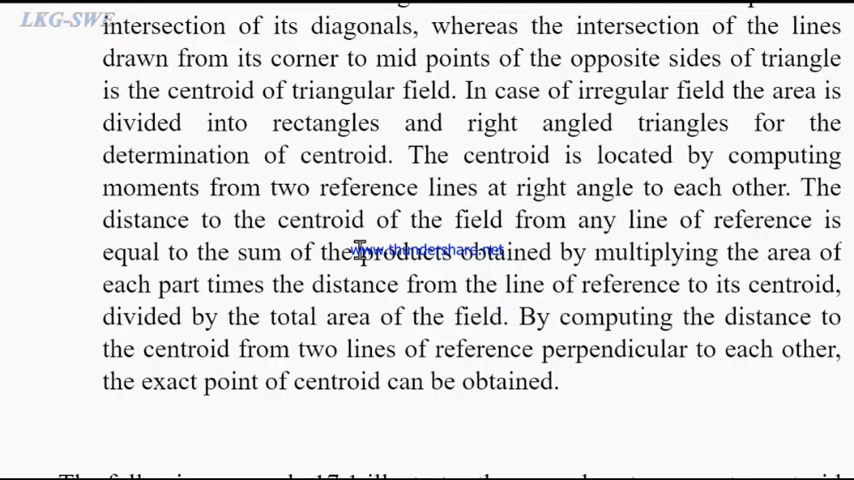 LKG-SWE
intersection of its diagonals, whereas the intersection of the lines
drawn from its corner to mid points of the opposite sides of triangle
is the centroid of triangular field. In case of irregular field the area is
divided into rectangles and right angled triangles for the
determination of centroid. The centroid is located by computing
moments from two reference lines at right angle to each other. The
distance to the centroid of the field from any line of reference is
equal to the sum of the products obtained by multiplying the area of
www.thundershare.net
each part times the distance from the line of reference to its centroid,
divided by the total area of the field. By computing the distance to
the centroid from two lines of reference perpendicular to each other,
the exact point of centroid can be obtained.